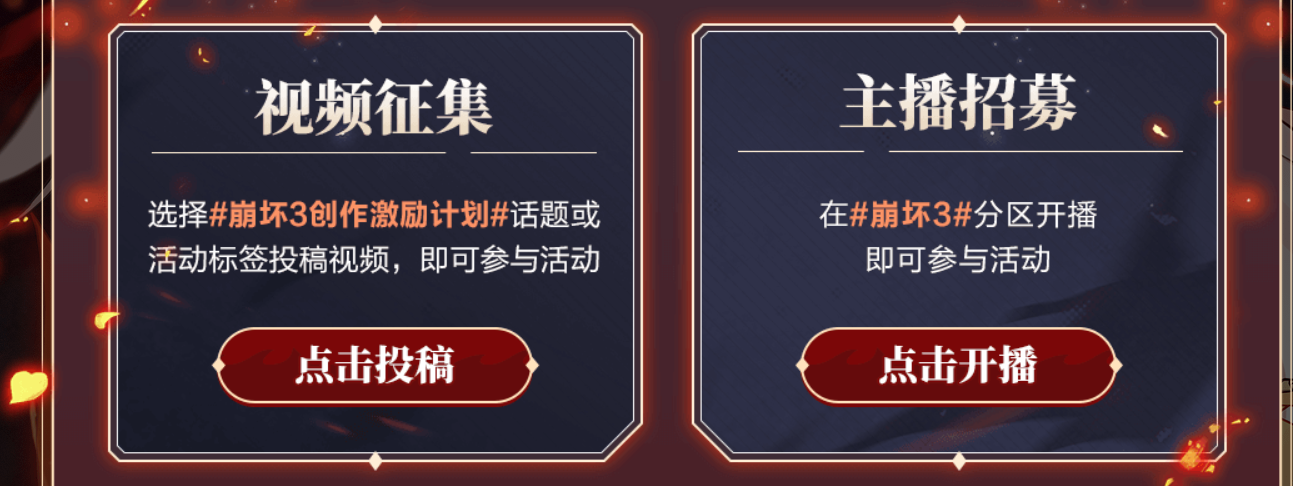 视频征集
选择#崩坏3创作激励计划#话题或
活动标签投稿视频，即可参与活动
点击投稿
主播招募
在#崩坏3#分区开播
即可参与活动
点击开播